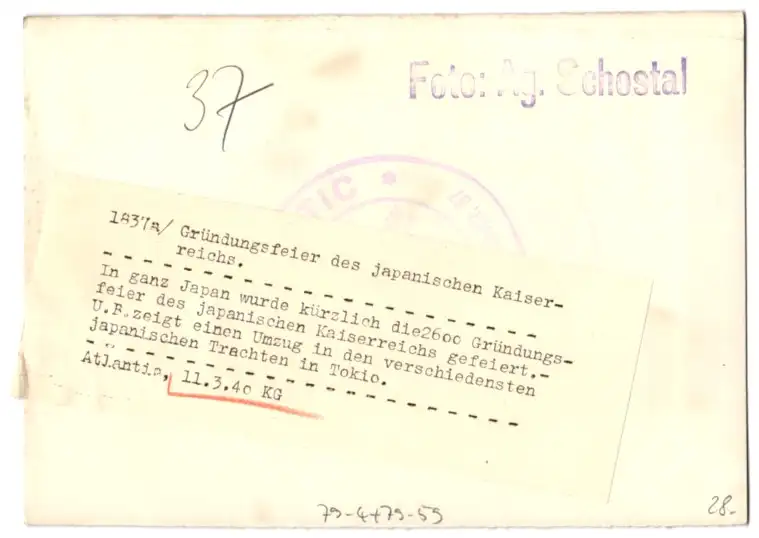 37
Foto: Ag. Schostal
1837a/ Gründungsfeier des japanischen Kaiser-
reichs.
In ganz Japan wurde kürzlich die2600 Gründungs-
feier des japanischen Kaiserreichs gefeiert.-
U.B.zeigt einen Umzug in den verschiedensten
japanischen Trachten in Tokio.
Atlantic, 11.3.40 KG
79-4+79-59
28.-